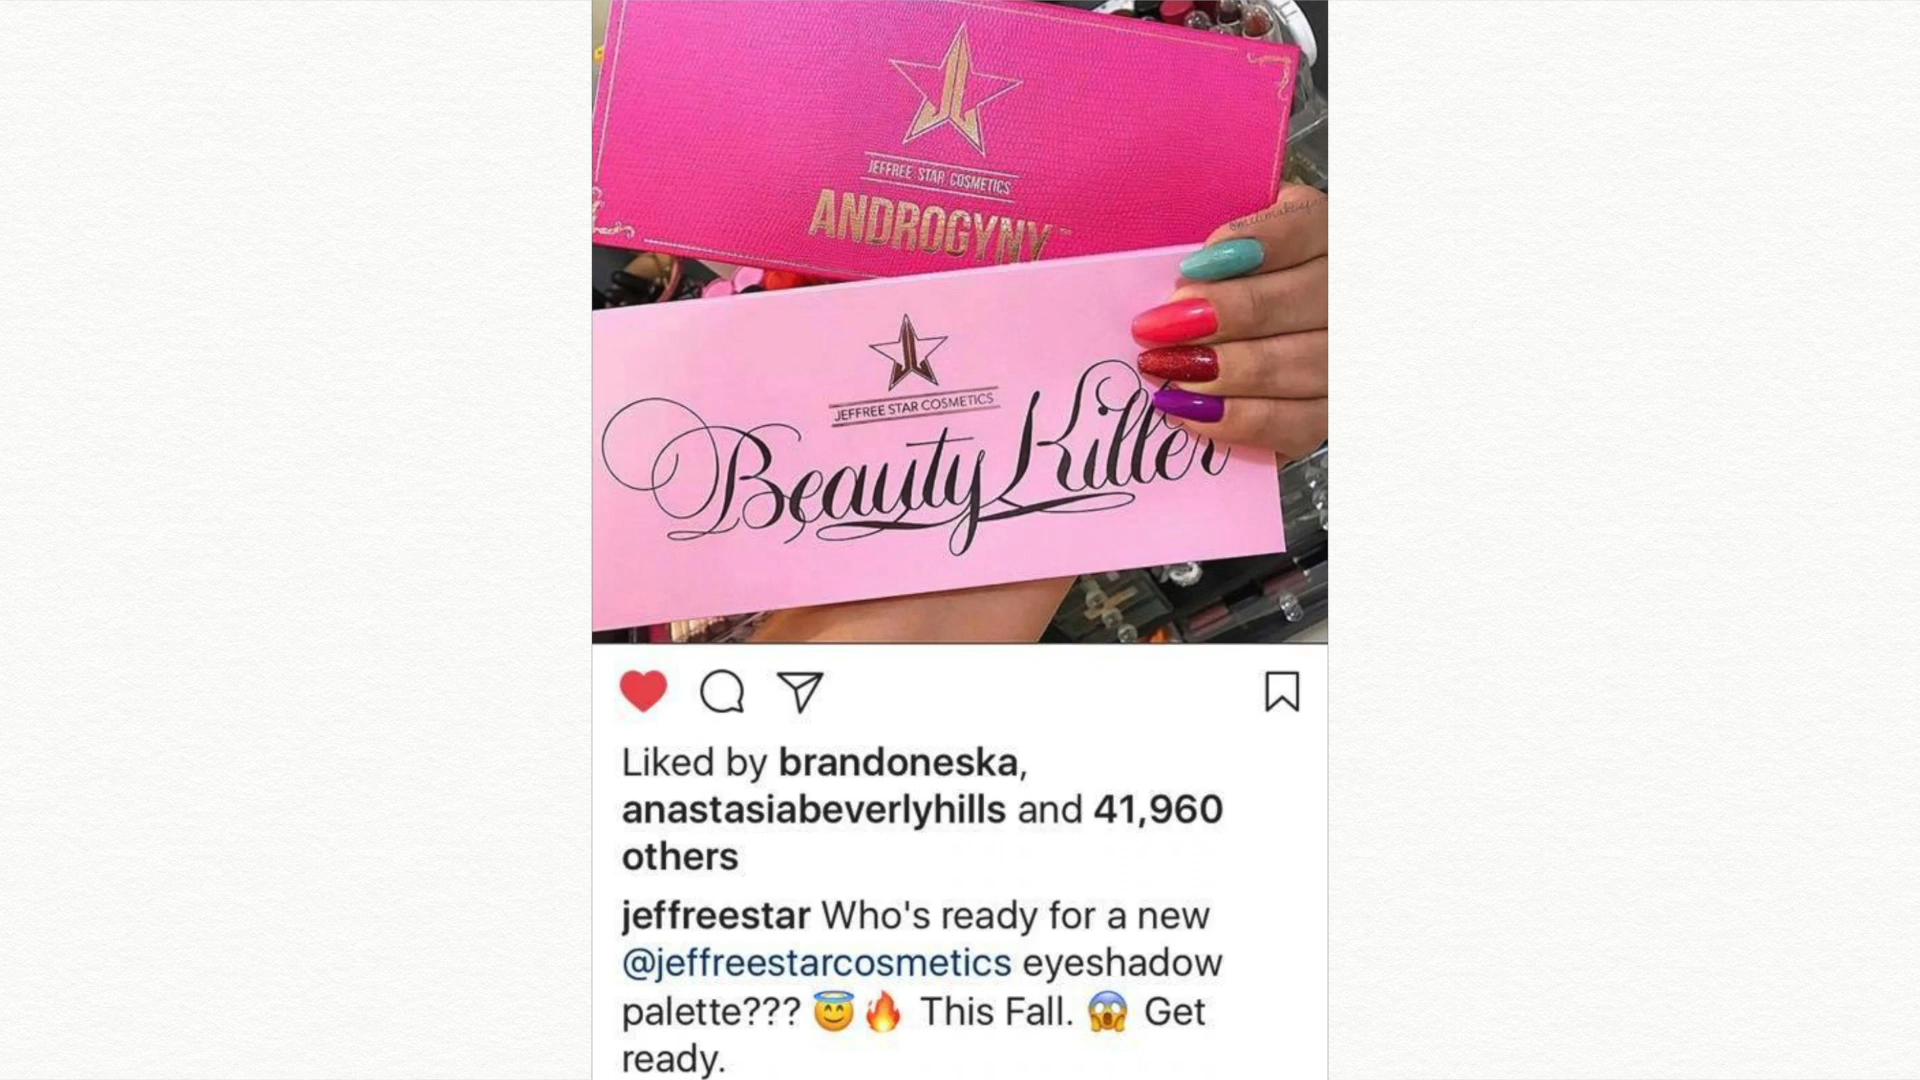 JEFFREE STAR COSMETICS
ANDROGYNY™
JEFFREE STAR COSMETICS
Beauty Killer
Liked by brandoneska,
anastasiabeverlyhills and 41,960
others
jeffreestar Who's ready for a new
@jeffreestarcosmetics eyeshadow
palette??? 😇🔥 This Fall. 😱 Get
ready.